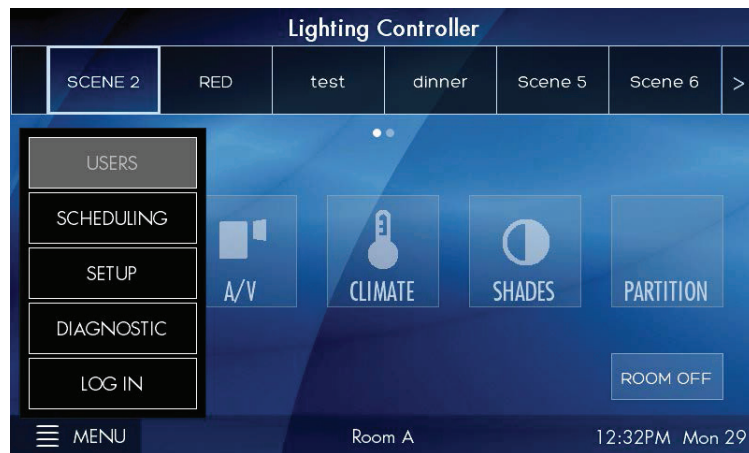 Lighting Controller
SCENE 2 RED test dinner Scene 5 Scene 6 >
USERS
SCHEDULING
SETUP
DIAGNOSTIC
LOG IN
A/V CLIMATE SHADES PARTITION
ROOM OFF
MENU Room A 12:32PM Mon 29